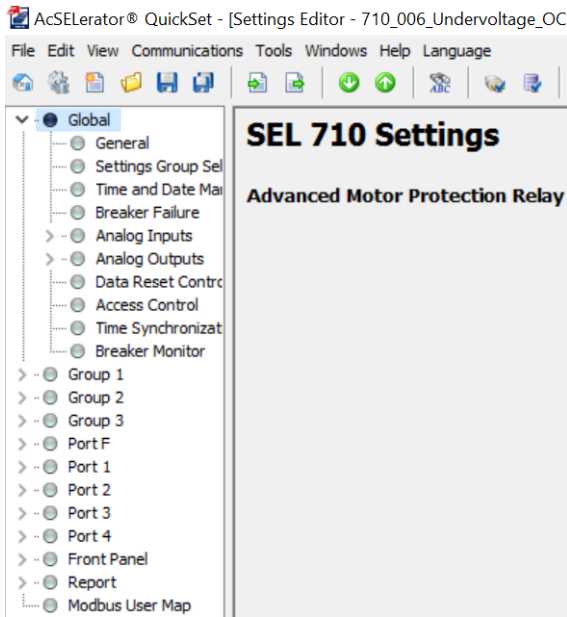 AcSELerator® QuickSet - [Settings Editor - 710_006_Undervoltage_OC
File Edit View Communications Tools Windows Help Language
ABC
Global
General
Settings Group Sel
Time and Date Mar
Breaker Failure
Analog Inputs
Analog Outputs
Data Reset Contro
Access Control
Time Synchronizat
Breaker Monitor
Group 1
Group 2
Group 3
Port F
Port 1
Port 2
Port 3
Port 4
Front Panel
Report
Modbus User Map
SEL 710 Settings
Advanced Motor Protection Relay